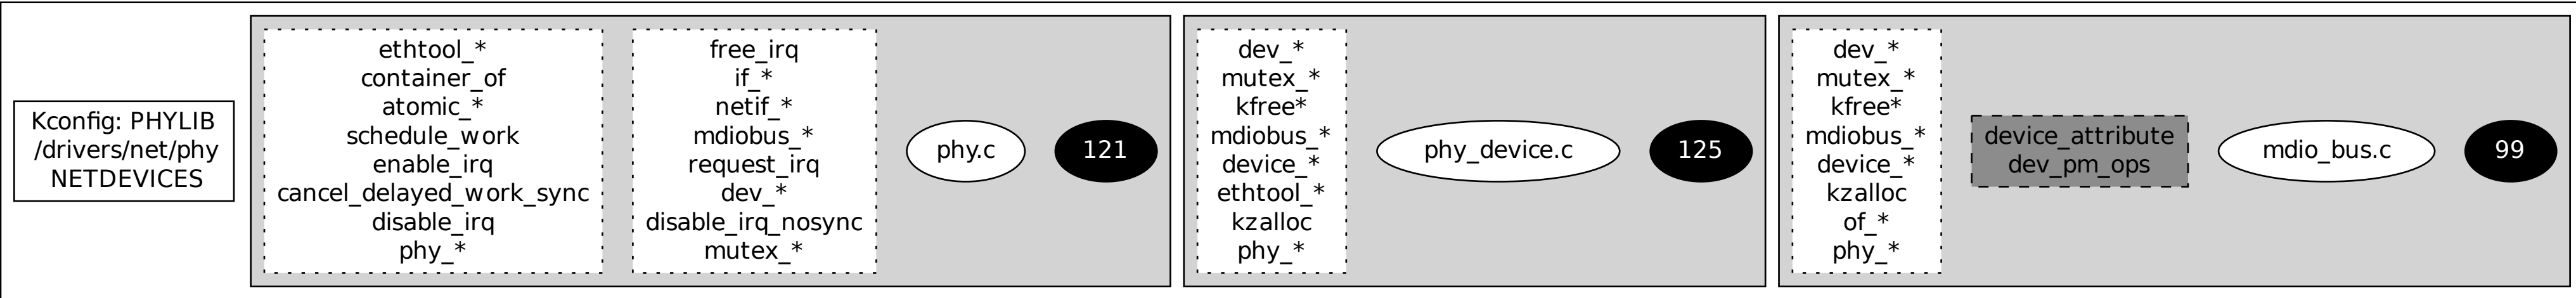 Kconfig: PHYLIB
/drivers/net/phy
NETDEVICES
ethtool_*
container_of
atomic_*
schedule_work
enable_irq
cancel_delayed_work_sync
disable_irq
phy_*
free_irq
if_*
netif_*
mdiobus_*
request_irq
dev_*
disable_irq_nosync
mutex_*
phy.c
121
dev_*
mutex_*
kfree*
mdiobus_*
device_*
ethtool_*
kzalloc
phy_*
phy_device.c
125
dev_*
mutex_*
kfree*
mdiobus_*
device_*
kzalloc
of_*
phy_*
device_attribute
dev_pm_ops
mdio_bus.c
99